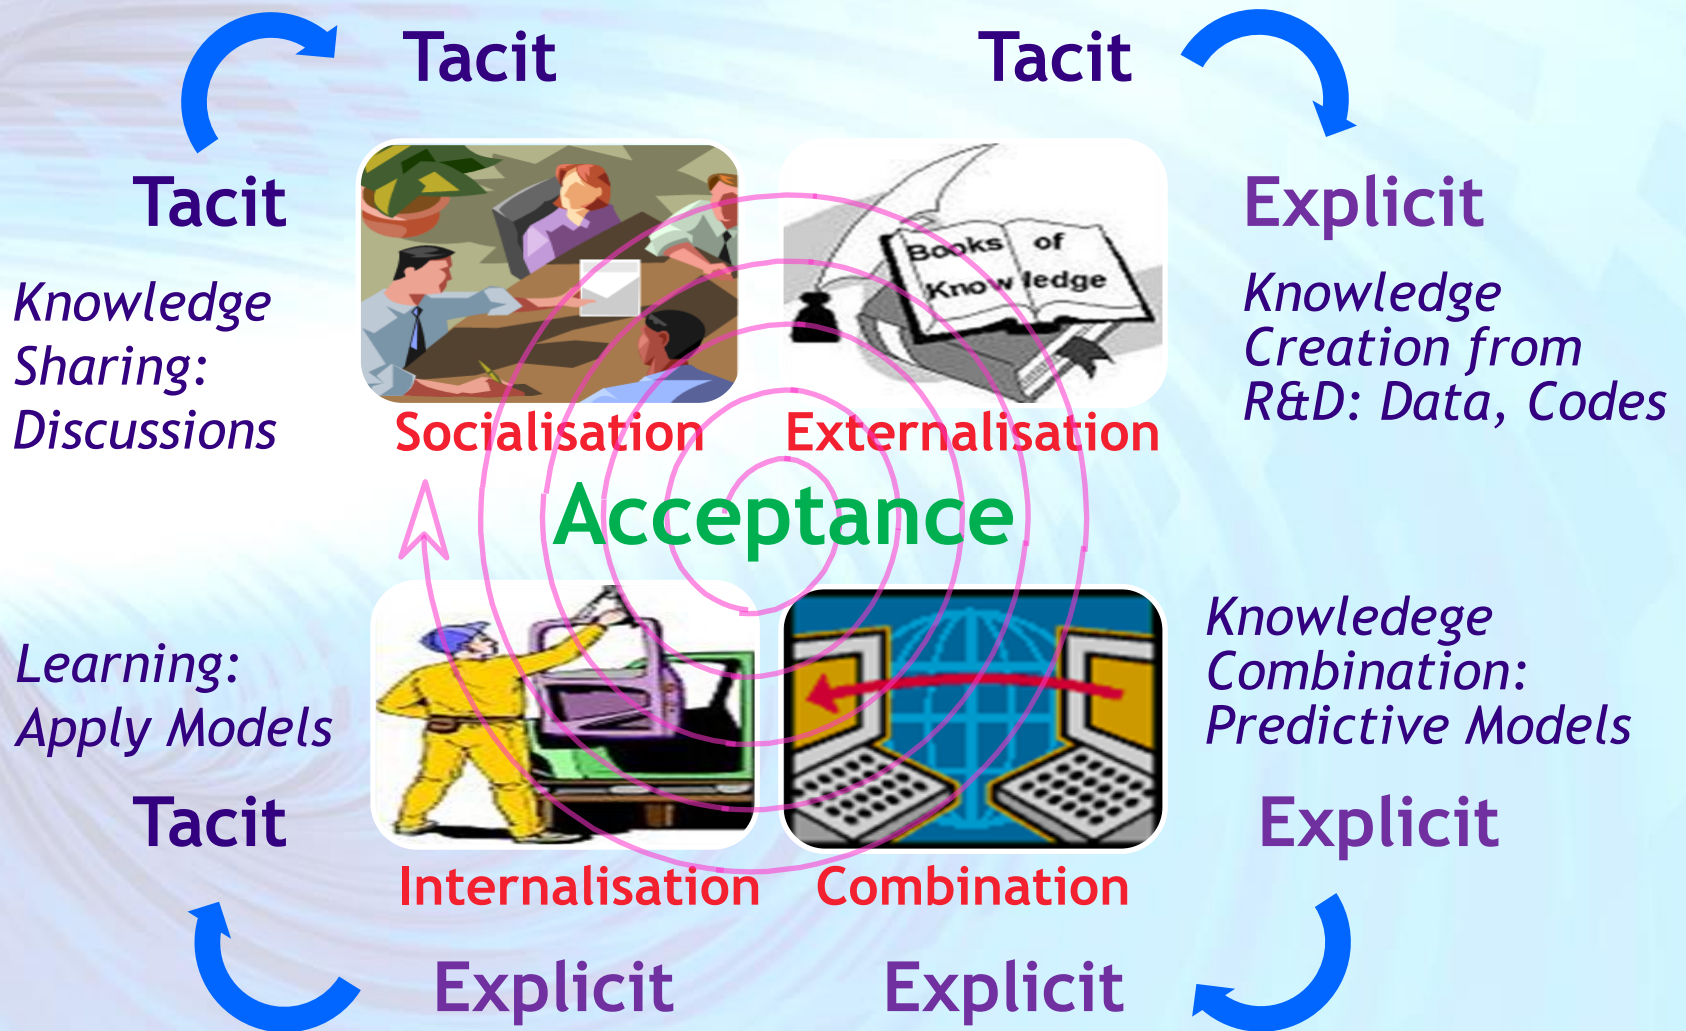 Tacit
Tacit
Tacit
Explicit
Knowledge
Sharing:
Discussions
Books of
Knowledge
Knowledge
Creation from
R&D: Data, Codes
Socialisation
Externalisation
Acceptance
Learning:
Apply Models
Knowledege
Combination:
Predictive Models
Tacit
Explicit
Internalisation
Combination
Explicit
Explicit